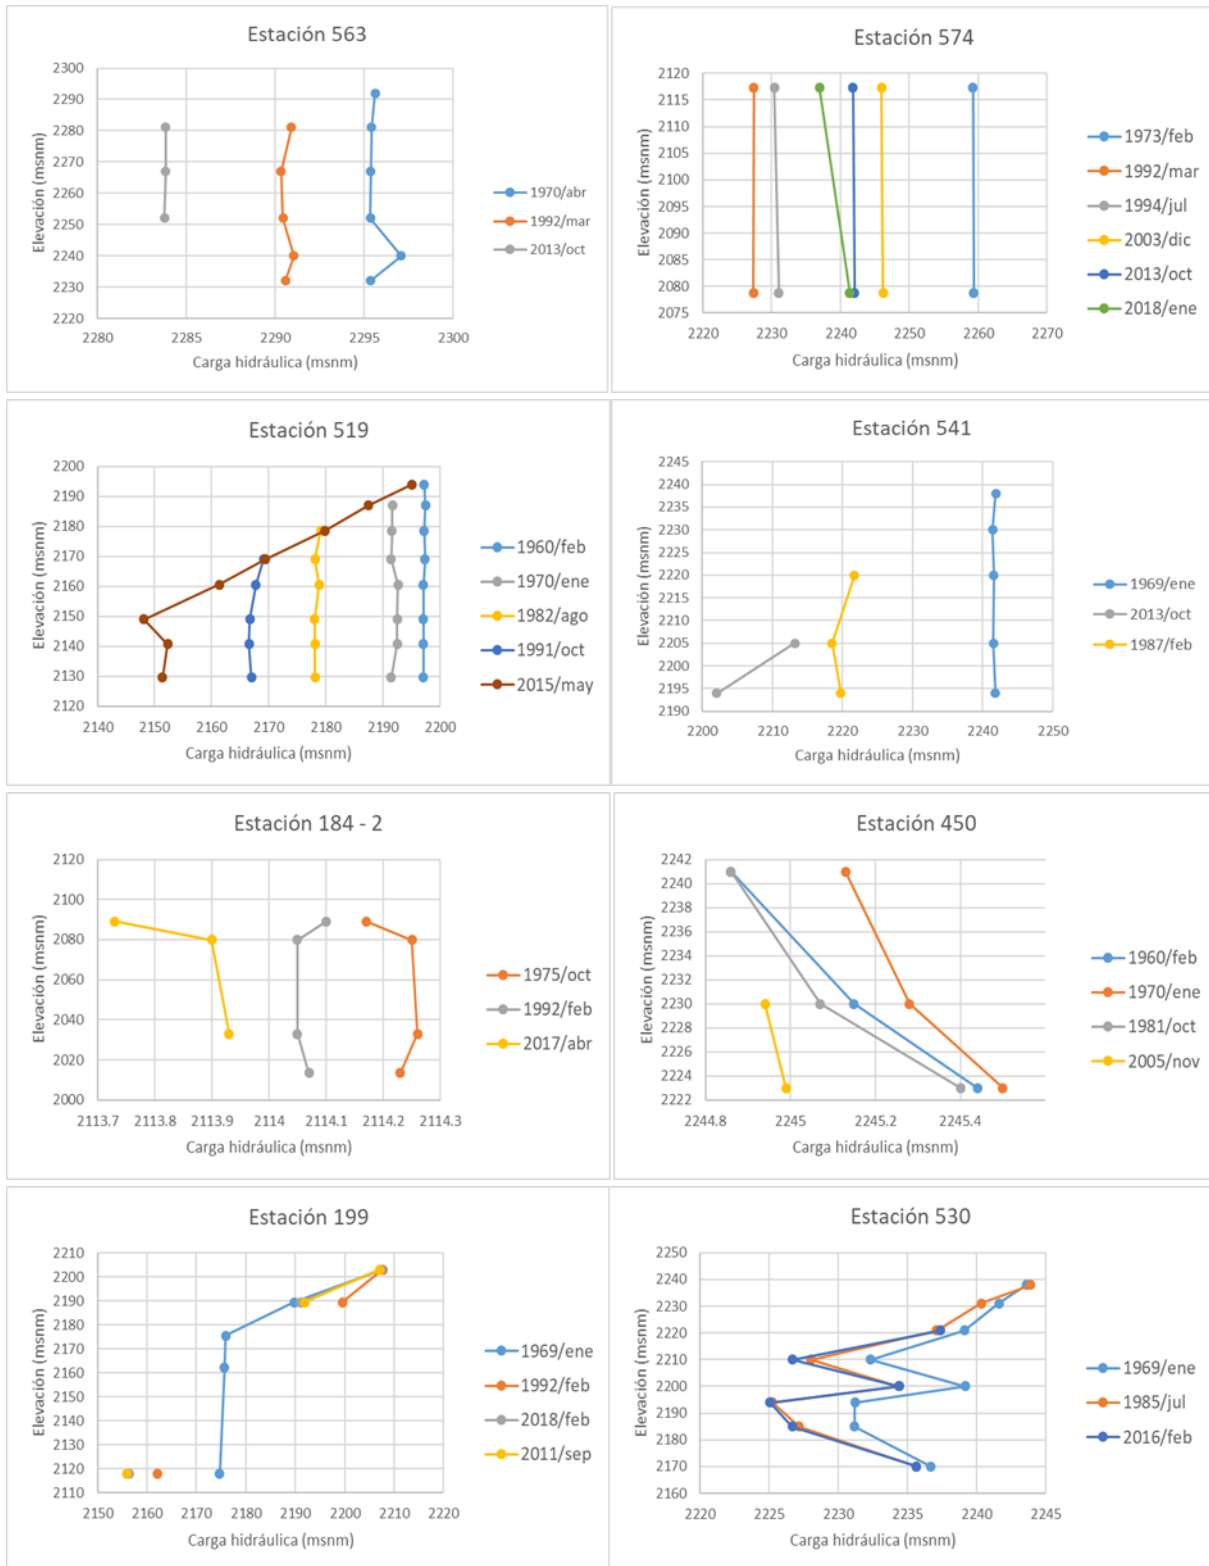 Estación 563
2300
2290
2280
2270
2260
2250
2240
2230
2220
Elevación (msnm)
2280 2285 2290 2295 2300
Carga hidráulica (msnm)
1970/abr
1992/mar
2013/oct
Estación 574
2120
2115
2110
2105
2100
2095
2090
2085
2080
2075
Elevación (msnm)
2220 2230 2240 2250 2260 2270
Carga hidráulica (msnm)
1973/feb
1992/mar
1994/jul
2003/dic
2013/oct
2018/ene
Estación 519
2200
2190
2180
2170
2160
2150
2140
2130
2120
Elevación (msnm)
2140 2150 2160 2170 2180 2190 2200
Carga hidráulica (msnm)
1960/feb
1970/ene
1982/ago
1991/oct
2015/may
Estación 541
2245
2240
2230
2225
2220
2215
2210
2205
2200
2195
2190
Elevación (msnm)
2200 2210 2220 2230 2240 2250
Carga hidráulica (msnm)
1969/ene
2013/oct
1987/feb
Estación 184 - 2
2120
2100
2080
2060
2040
2020
2000
Elevación (msnm)
2113.7 2113.8 2113.9 2114 2114.1 2114.2 2114.3
Carga hidráulica (msnm)
1975/oct
1992/feb
2017/abr
Estación 450
2242
2240
2238
2236
2234
2233
2230
2228
2226
2224
2222
Elevación (msnm)
2244.8 2245 2245.2 2245.4
Carga hidráulica (msnm)
1960/feb
1970/ene
1981/oct
2005/nov
Estación 199
2210
2200
2190
2180
2170
2160
2150
2140
2130
2120
2110
Elevación (msnm)
2150 2160 2170 2180 2190 2200 2210 2220
Carga hidráulica (msnm)
1969/ene
1992/feb
2018/feb
2011/sep
Estación 530
2250
2240
2230
2220
2210
2200
2190
2180
2170
2160
Elevación (msnm)
2220 2225 2230 2235 2240 2245
Carga hidráulica (msnm)
1969/ene
1985/jul
2016/feb